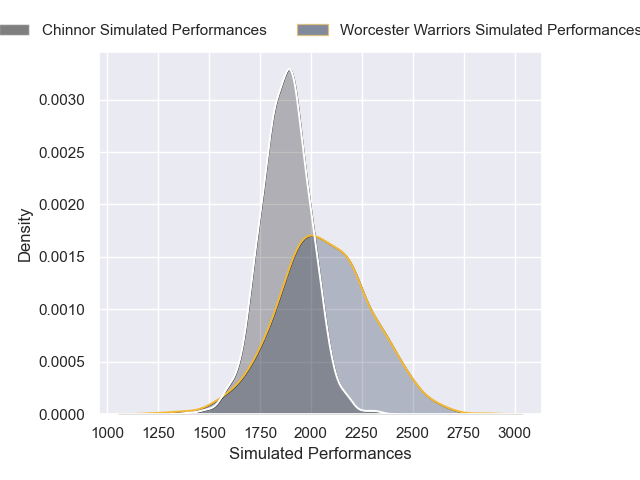 Chinnor Simulated Performances
Worcester Warriors Simulated Performances
0.0030
0.0025
0.0020
0.0015
0.0010
0.0005
0.0000
Density
1000 1250 1500 1750 2000 2250 2500 2750 3000
Simulated Performances